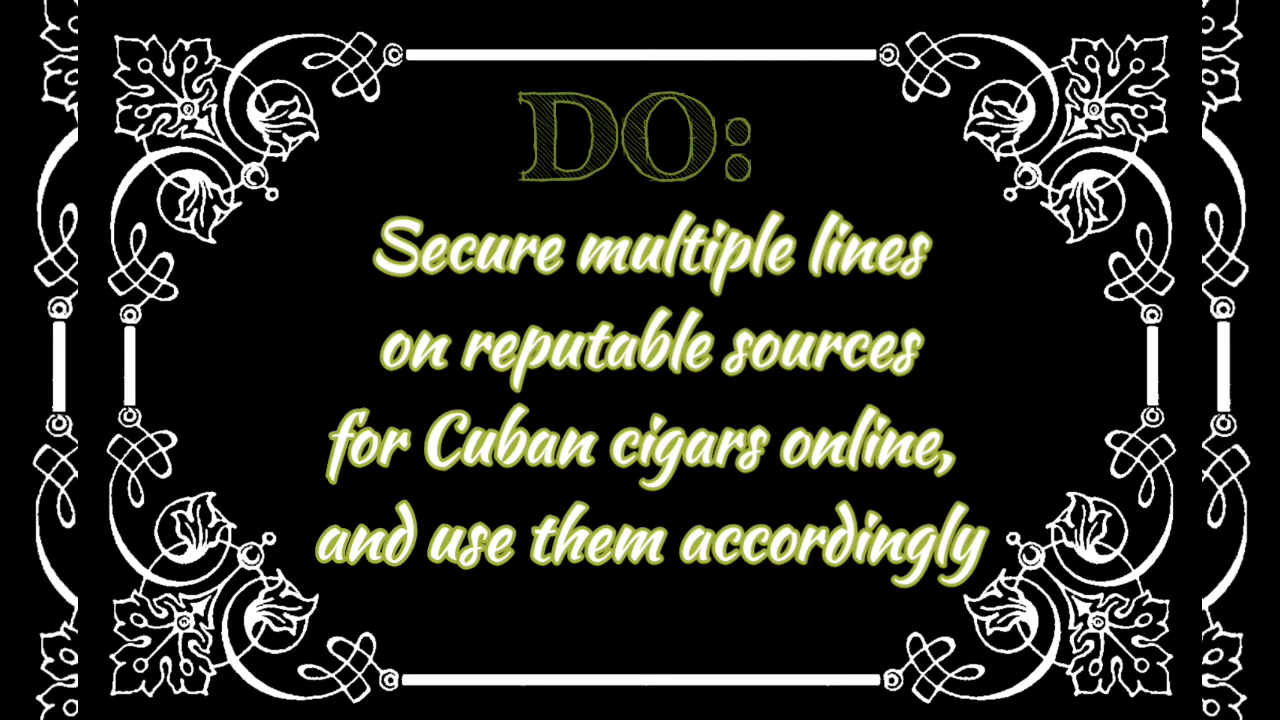 DO:
Secure multiple lines
on reputable sources
for Cuban cigars online,
and use them accordingly